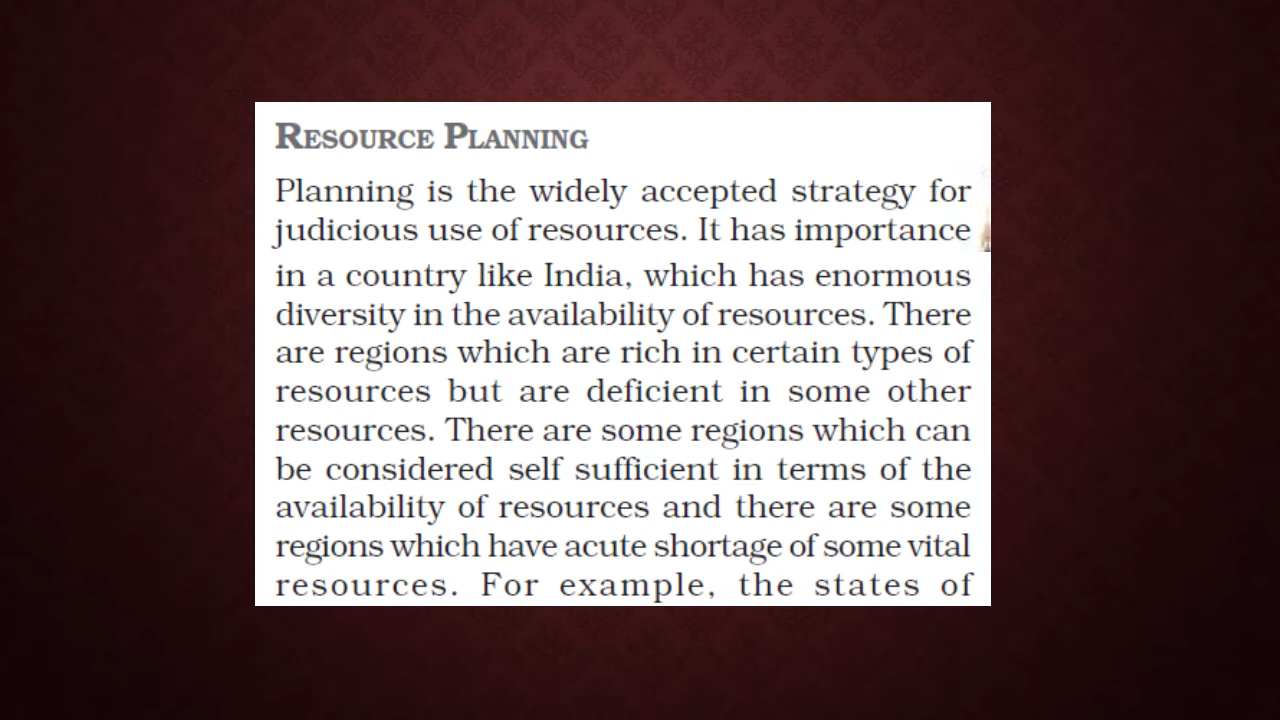 RESOURCE PLANNING
Planning is the widely accepted strategy for
judicious use of resources. It has importance
in a country like India, which has enormous
diversity in the availability of resources. There
are regions which are rich in certain types of
resources but are deficient in some other
resources. There are some regions which can
be considered self sufficient in terms of the
availability of resources and there are some
regions which have acute shortage of some vital
resources. For example, the states of